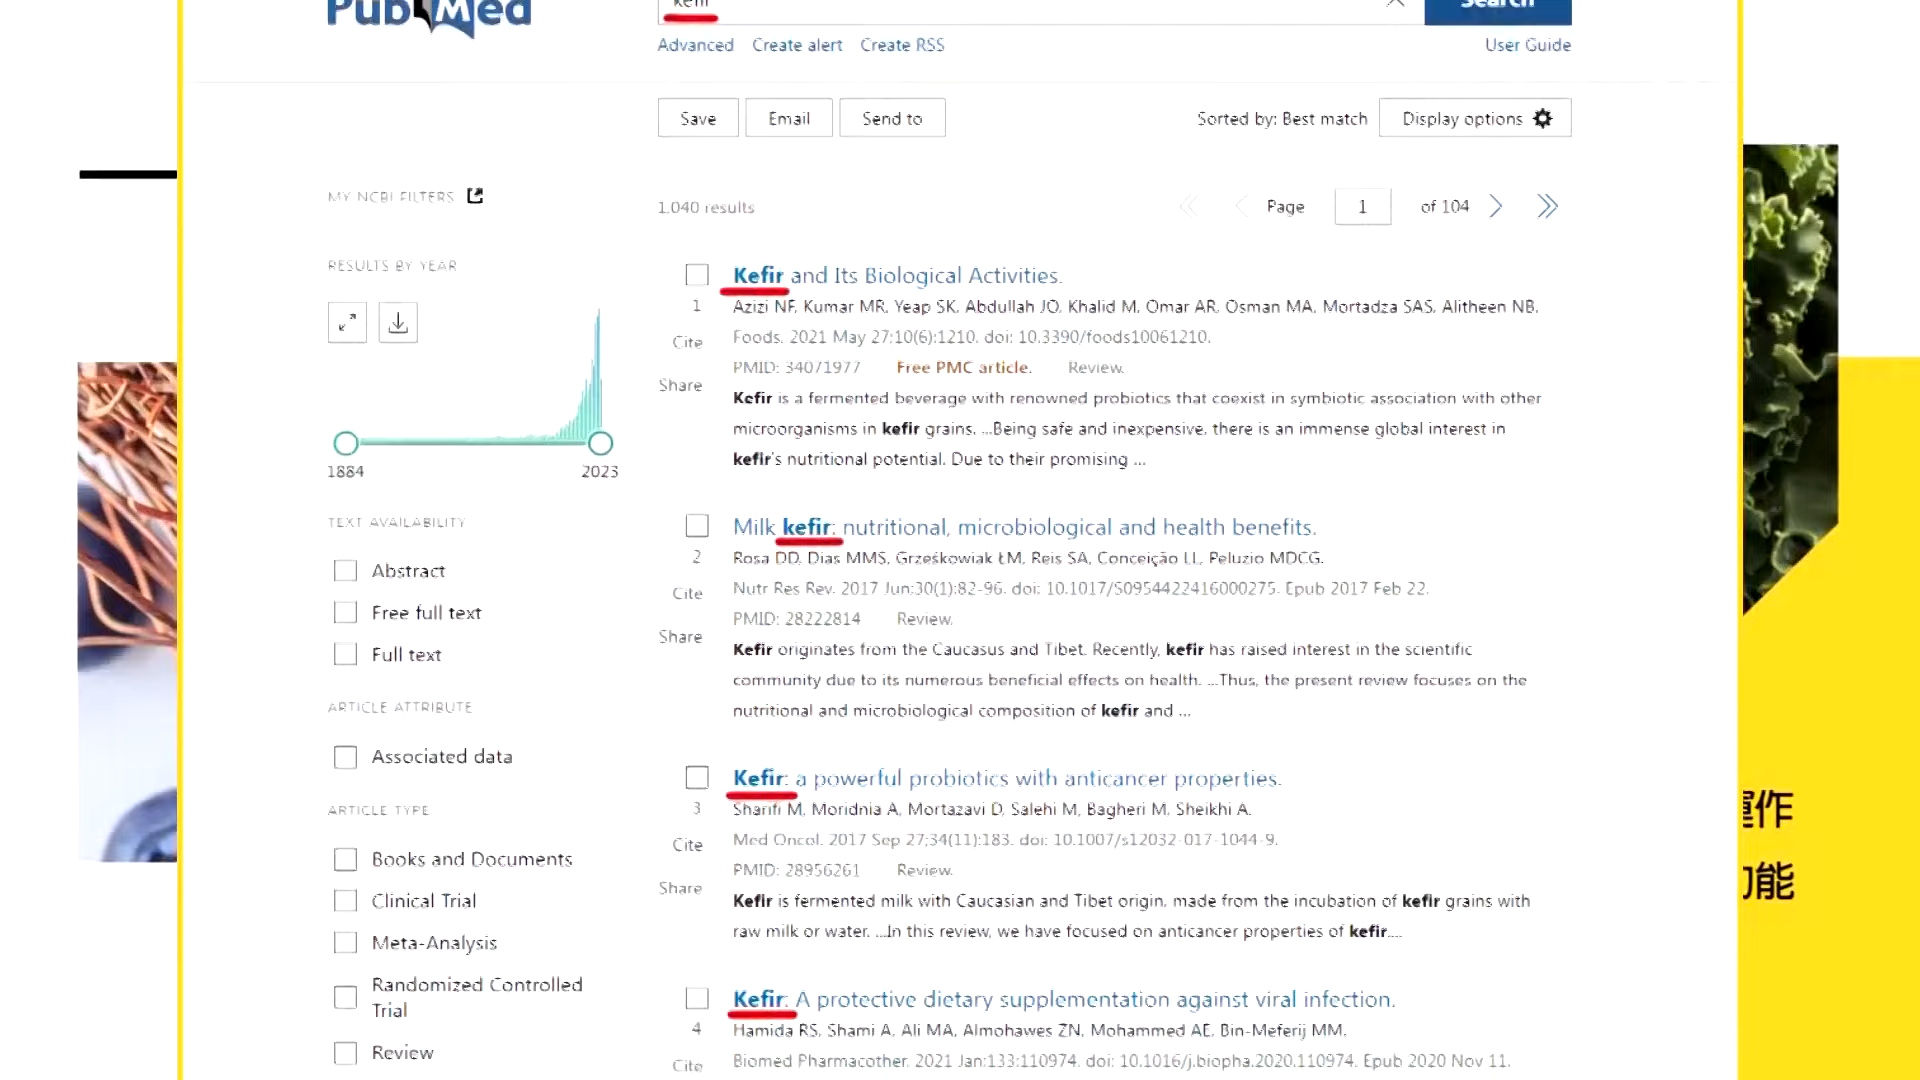 PubMed
kefir
Search
Advanced Create alert Create RSS
User Guide
Save Email Send to
Sorted by: Best match Display options
MY NCBI FILTERS
1,040 results
Page 1 of 104
RESULTS BY YEAR
1884 2023
TEXT AVAILABILITY
Abstract
Free full text
Full text
ARTICLE ATTRIBUTE
Associated data
ARTICLE TYPE
Books and Documents
Clinical Trial
Meta-Analysis
Randomized Controlled
Trial
Review
Kefir and Its Biological Activities.
1
Azizi NF, Kumar MR, Yeap SK, Abdullah JO, Khalid M, Omar AR, Osman MA, Mortadza SAS, Alitheen NB.
Cite
Foods. 2021 May 27;10(6):1210. doi: 10.3390/foods10061210.
PMID: 34071977 Free PMC article. Review.
Share
Kefir is a fermented beverage with renowned probiotics that coexist in symbiotic association with other
microorganisms in kefir grains. ...Being safe and inexpensive, there is an immense global interest in
kefir's nutritional potential. Due to their promising ...
Milk kefir: nutritional, microbiological and health benefits.
2
Rosa DD, Dias MMS, Grześkowiak ŁM, Reis SA, Conceição LL, Peluzio MDCG.
Cite
Nutr Res Rev. 2017 Jun;30(1):82-96. doi: 10.1017/S0954422416000275. Epub 2017 Feb 22.
PMID: 28222814 Review.
Share
Kefir originates from the Caucasus and Tibet. Recently, kefir has raised interest in the scientific
community due to its numerous beneficial effects on health. ...Thus, the present review focuses on the
nutritional and microbiological composition of kefir and ...
Kefir: a powerful probiotics with anticancer properties.
3
Sharifi M, Moridnia A, Mortazavi D, Salehi M, Bagheri M, Sheikhi A.
Cite
Med Oncol. 2017 Sep 27;34(11):183. doi: 10.1007/s12032-017-1044-9.
PMID: 28956261 Review.
Share
Kefir is fermented milk with Caucasian and Tibet origin, made from the incubation of kefir grains with
raw milk or water. ...In this review, we have focused on anticancer properties of kefir....
Kefir: A protective dietary supplementation against viral infection.
4
Hamida RS, Shami A, Ali MA, Almohawes ZN, Mohammed AE, Bin-Meferij MM.
Cite
Biomed Pharmacother. 2021 Jan;133:110974. doi: 10.1016/j.biopha.2020.110974. Epub 2020 Nov 11.
運作
功能